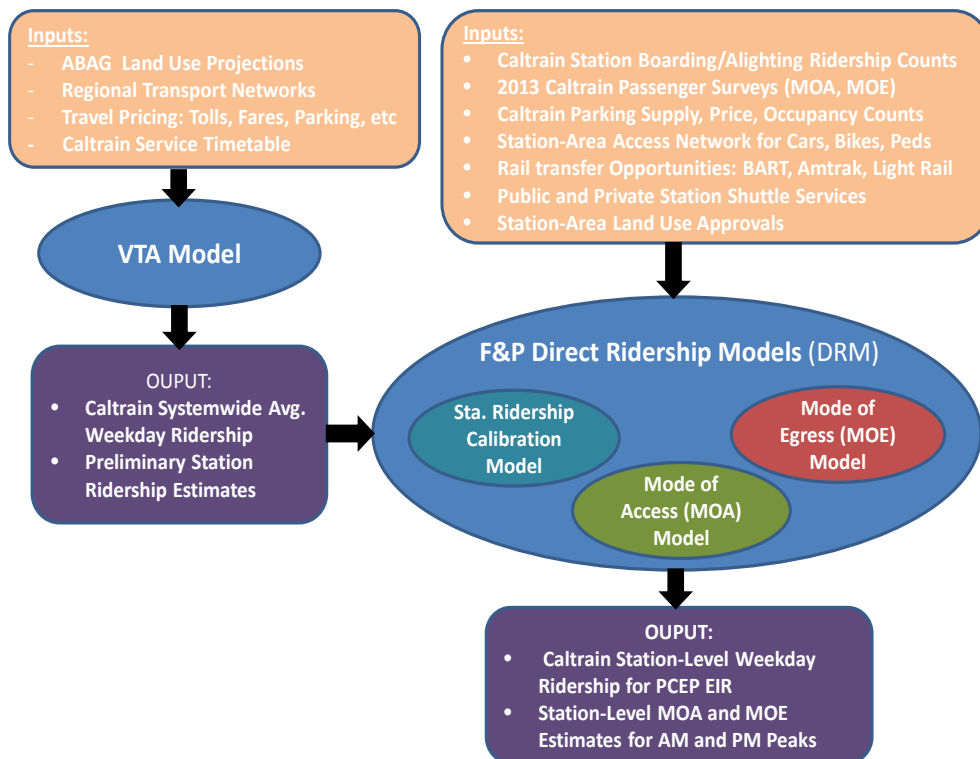 Inputs:
- ABAG Land Use Projections
- Regional Transport Networks
- Travel Pricing: Tolls, Fares, Parking, etc
- Caltrain Service Timetable
VTA Model
OUPUT:
• Caltrain Systemwide Avg.
Weekday Ridership
• Preliminary Station
Ridership Estimates
Inputs:
• Caltrain Station Boarding/Alighting Ridership Counts
• 2013 Caltrain Passenger Surveys (MOA, MOE)
• Caltrain Parking Supply, Price, Occupancy Counts
• Station-Area Access Network for Cars, Bikes, Peds
• Rail transfer Opportunities: BART, Amtrak, Light Rail
• Public and Private Station Shuttle Services
• Station-Area Land Use Approvals
F&P Direct Ridership Models (DRM)
Sta. Ridership
Calibration
Model
Mode of
Access (MOA)
Model
Mode of
Egress (MOE)
Model
OUPUT:
• Caltrain Station-Level Weekday
Ridership for PCEP EIR
• Station-Level MOA and MOE
Estimates for AM and PM Peaks